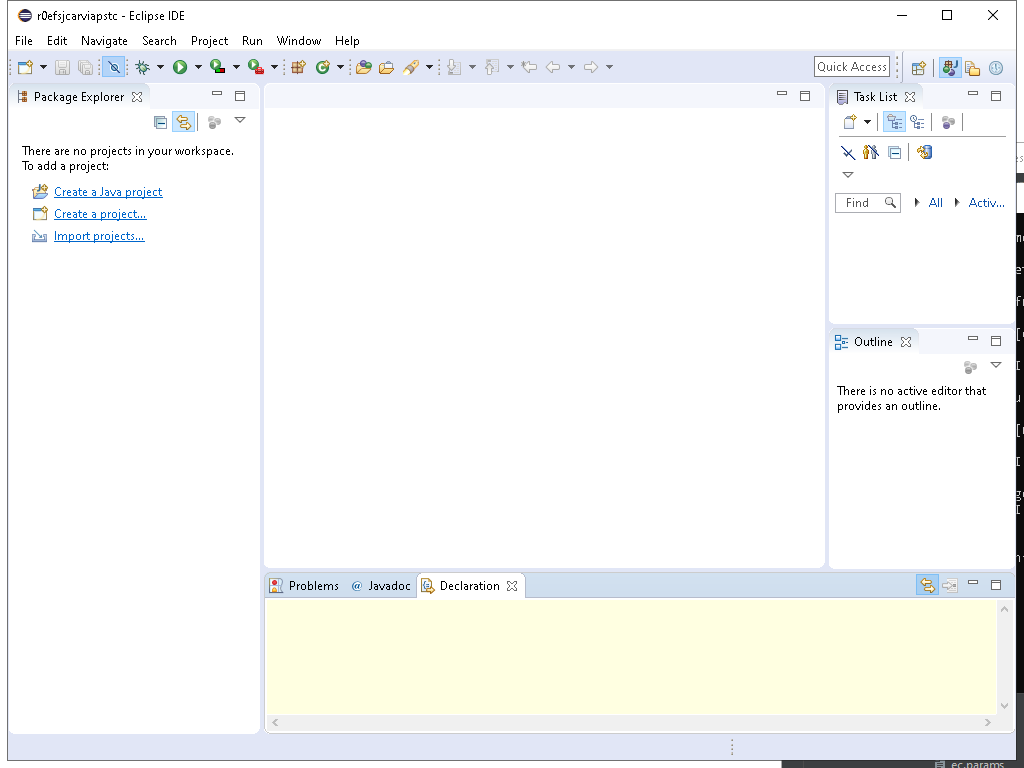 r0efsjcarviapstc - Eclipse IDE
File Edit Navigate Search Project Run Window Help
Quick Access
Package Explorer
There are no projects in your workspace.
To add a project:
Create a Java project
Create a project...
Import projects...
Task List
Find All Activ...
Outline
There is no active editor that
provides an outline.
Problems @ Javadoc Declaration
ec.params